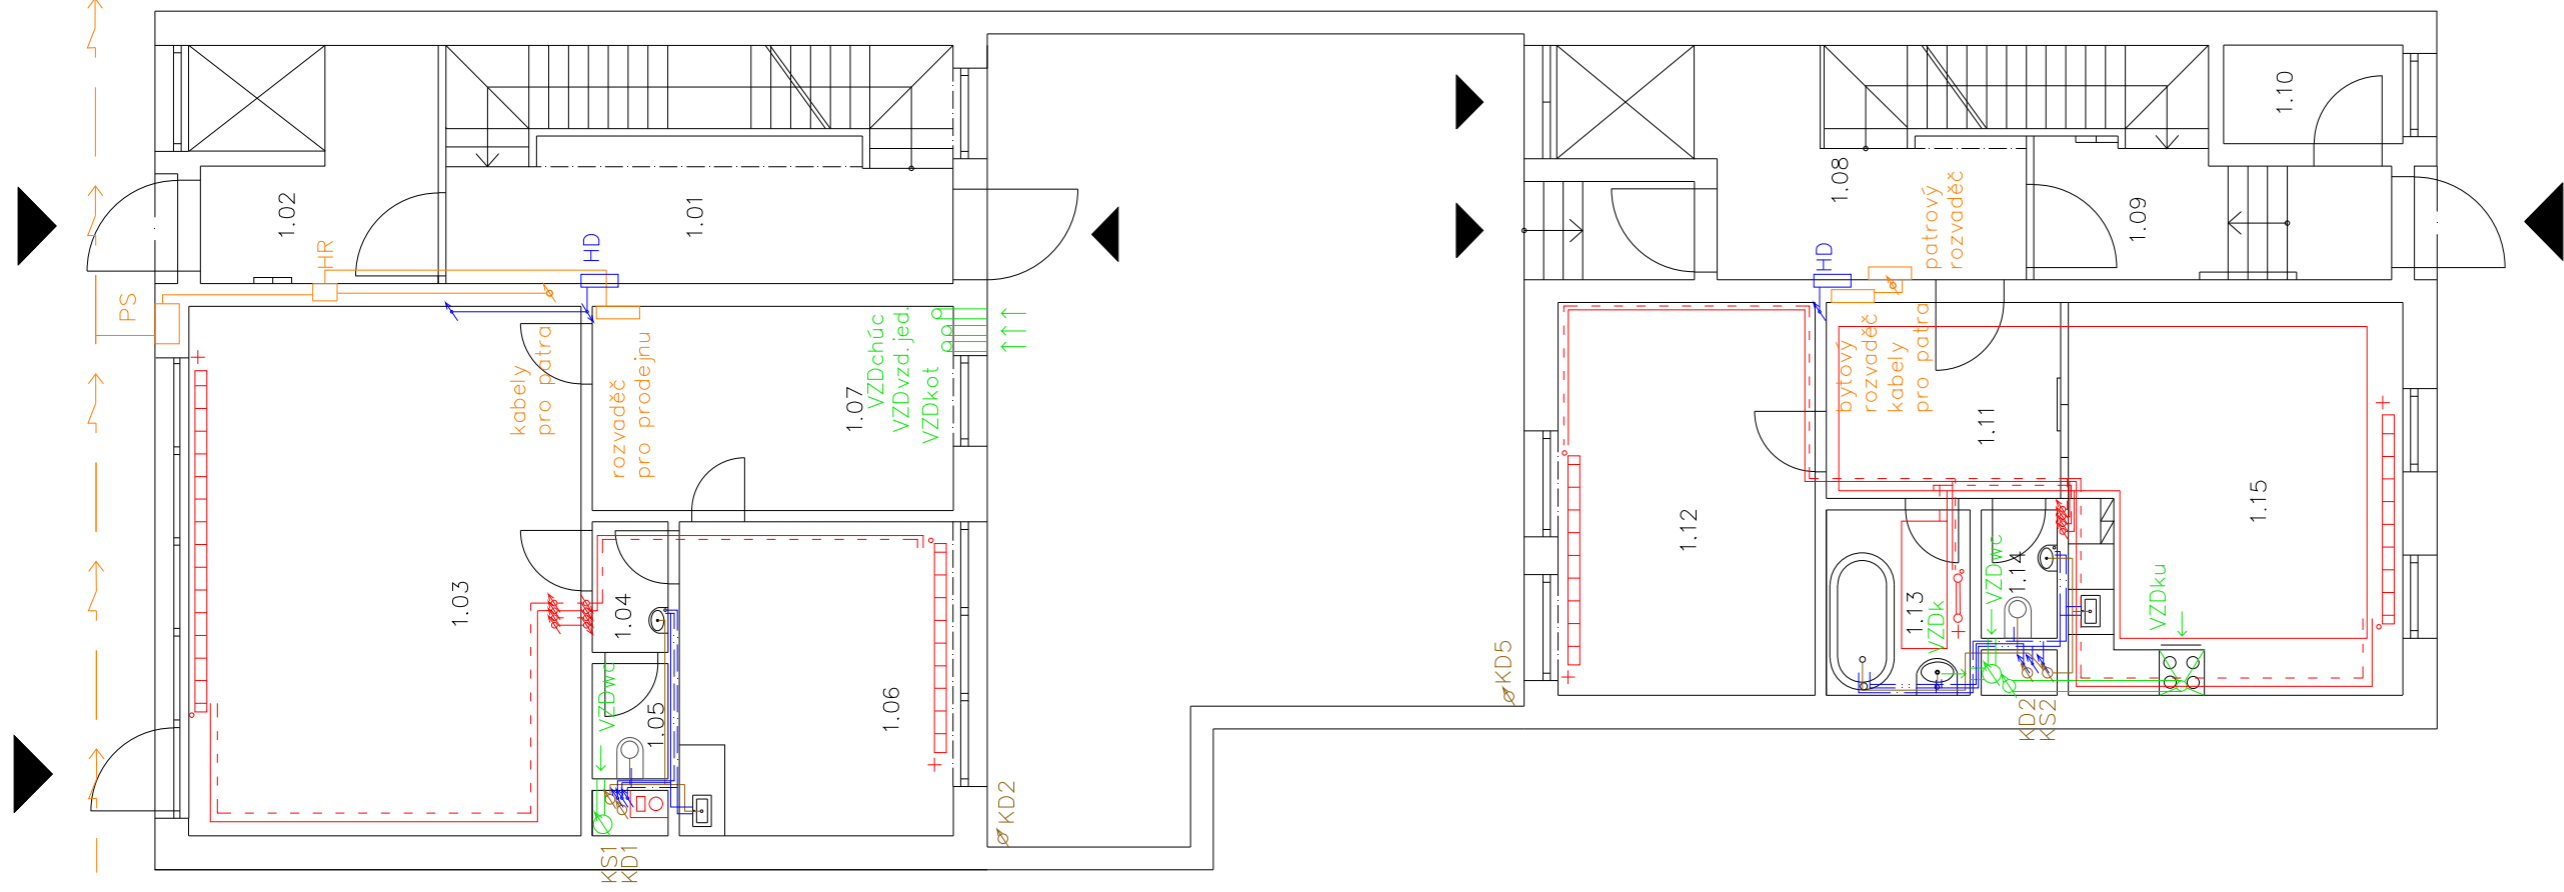 PS
HR
1.02
1.01
HD
kabely
pro patra
rozvaděč
pro prodejnu
VZDchúc
VZDvzd.jed.
VZDkot
1.07
1.03
1.04
1.05
VZDwc
1.06
KS1
KD1
KD2
KD5
1.08
patrový
rozvaděč
HD
1.09
1.10
bytový
rozvaděč
kabely
pro patra
1.11
1.12
1.13
VZDk
VZDwc
1.14
VZDku
1.15
KD2
KS2